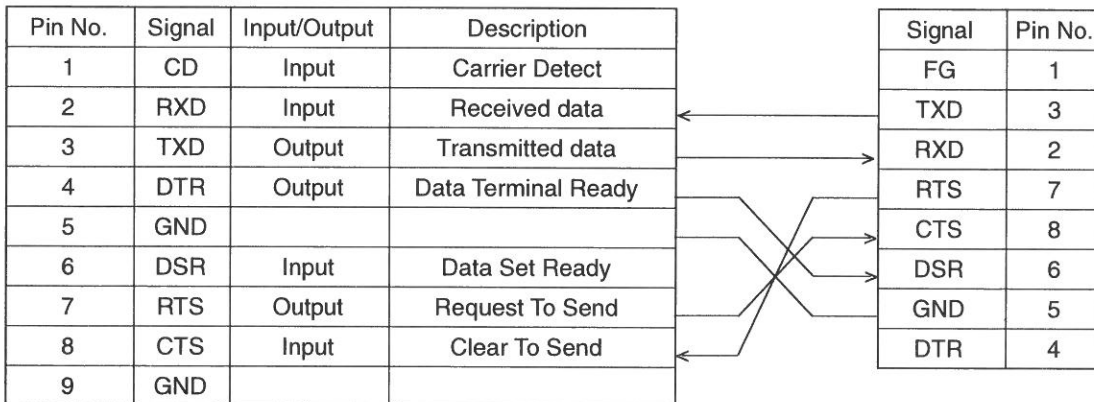 Pin No. Signal Input/Output Description
1 CD Input Carrier Detect
2 RXD Input Received data
3 TXD Output Transmitted data
4 DTR Output Data Terminal Ready
5 GND
6 DSR Input Data Set Ready
7 RTS Output Request To Send
8 CTS Input Clear To Send
9 GND
Signal Pin No.
FG 1
TXD 3
RXD 2
RTS 7
CTS 8
DSR 6
GND 5
DTR 4